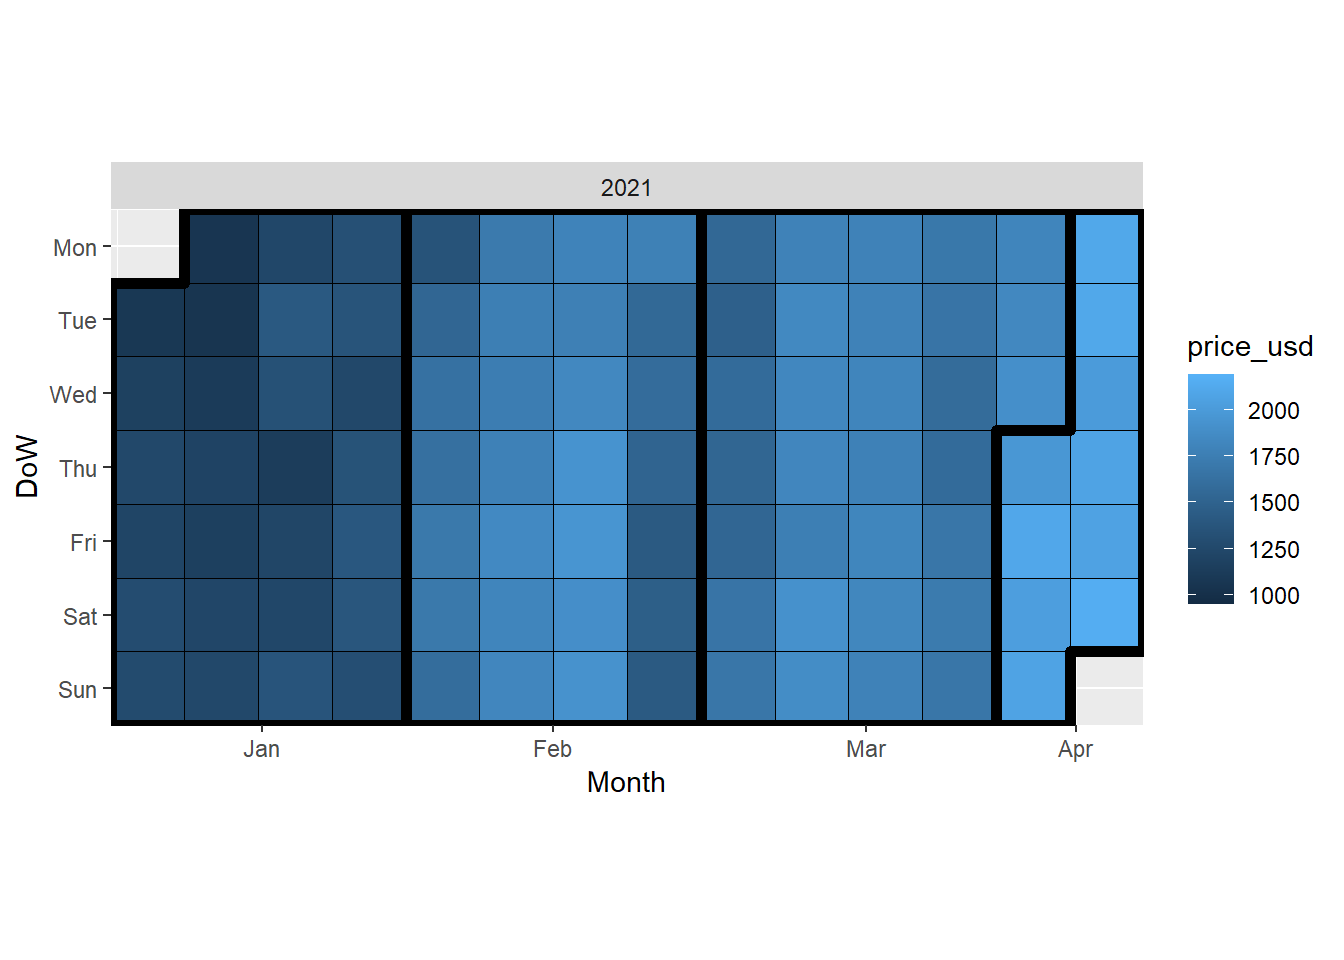 2021
Mon
Tue
Wed
Thu
Fri
Sat
Sun
DoW
Jan Feb Mar Apr
Month
price_usd
2000
1750
1500
1250
1000